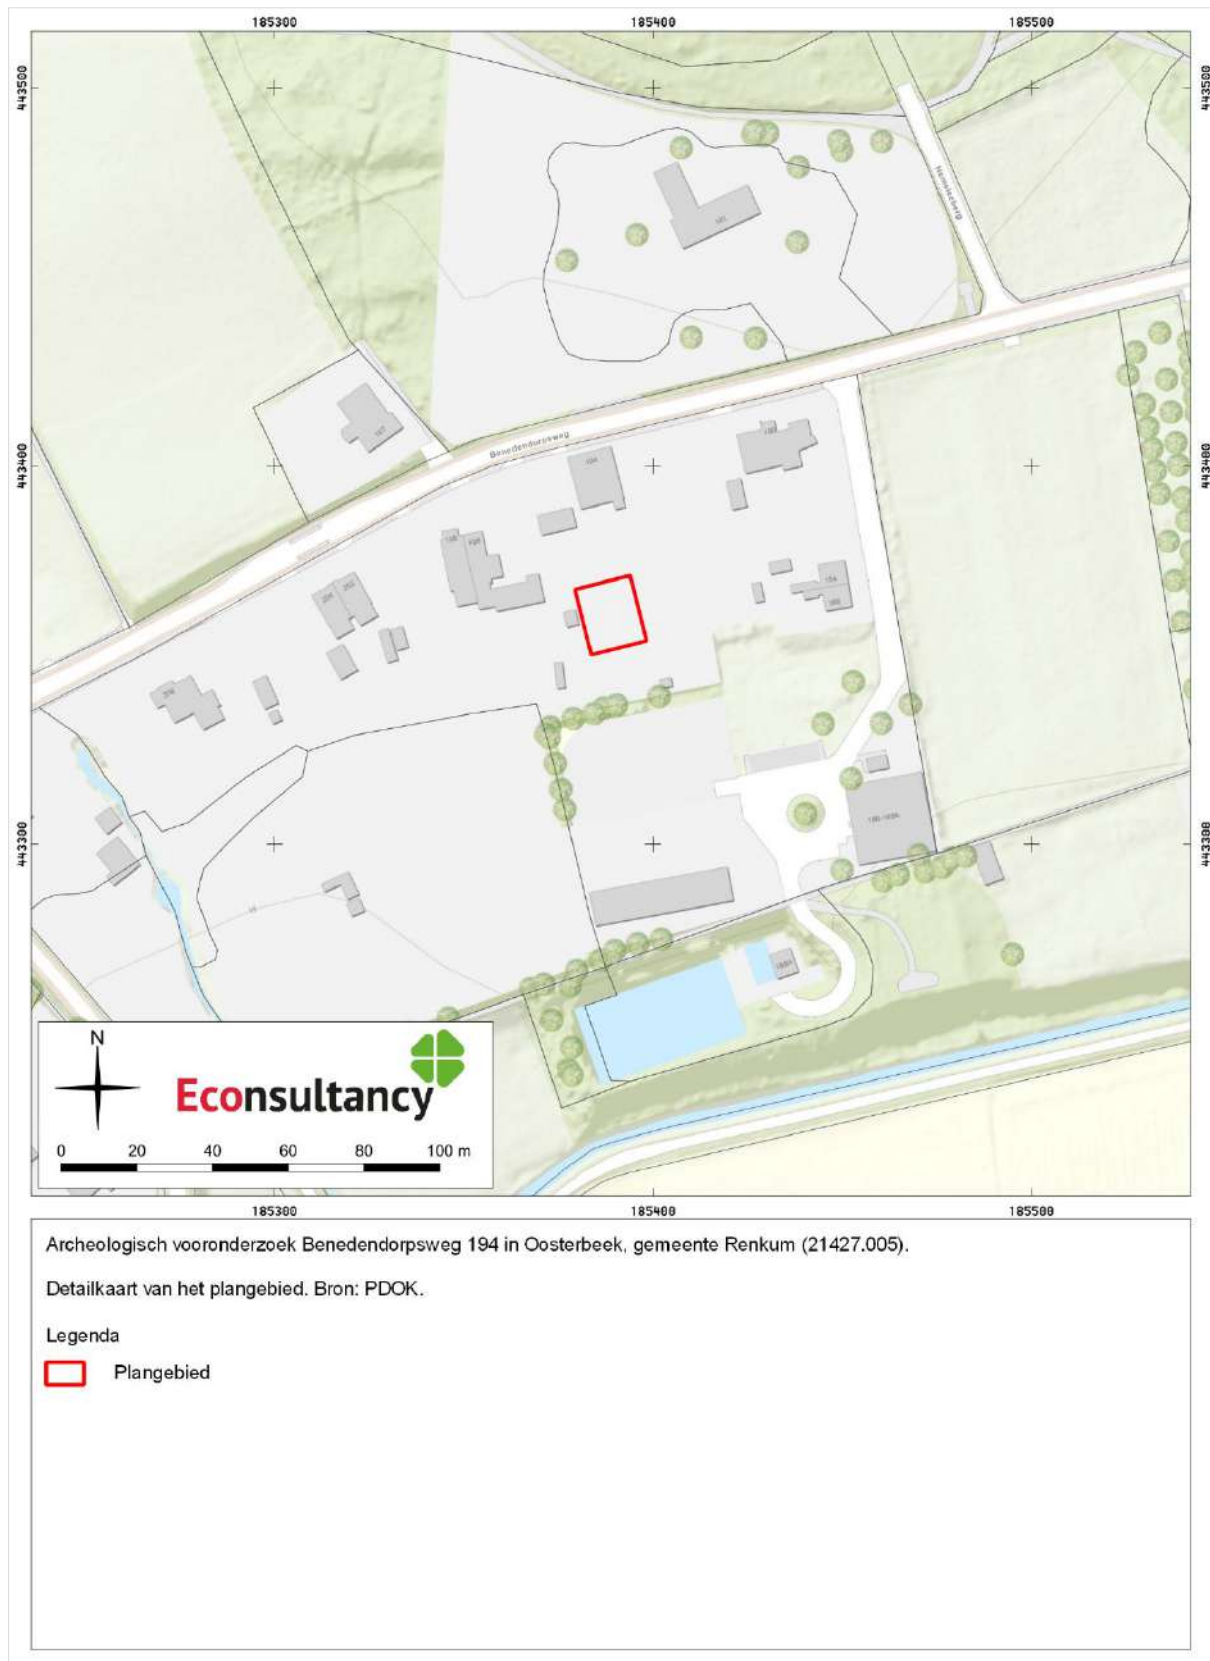 185300 185400 185500
443500 443500
Hemelseberg
Benedendorpsweg
194
443400 443400
443300 443300
N
Econsultancy
0 20 40 60 80 100 m
185300 185400 185500
Archeologisch vooronderzoek Benedendorpsweg 194 in Oosterbeek, gemeente Renkum (21427.005).
Detailkaart van het plangebied. Bron: PDOK.
Legenda
Plangebied